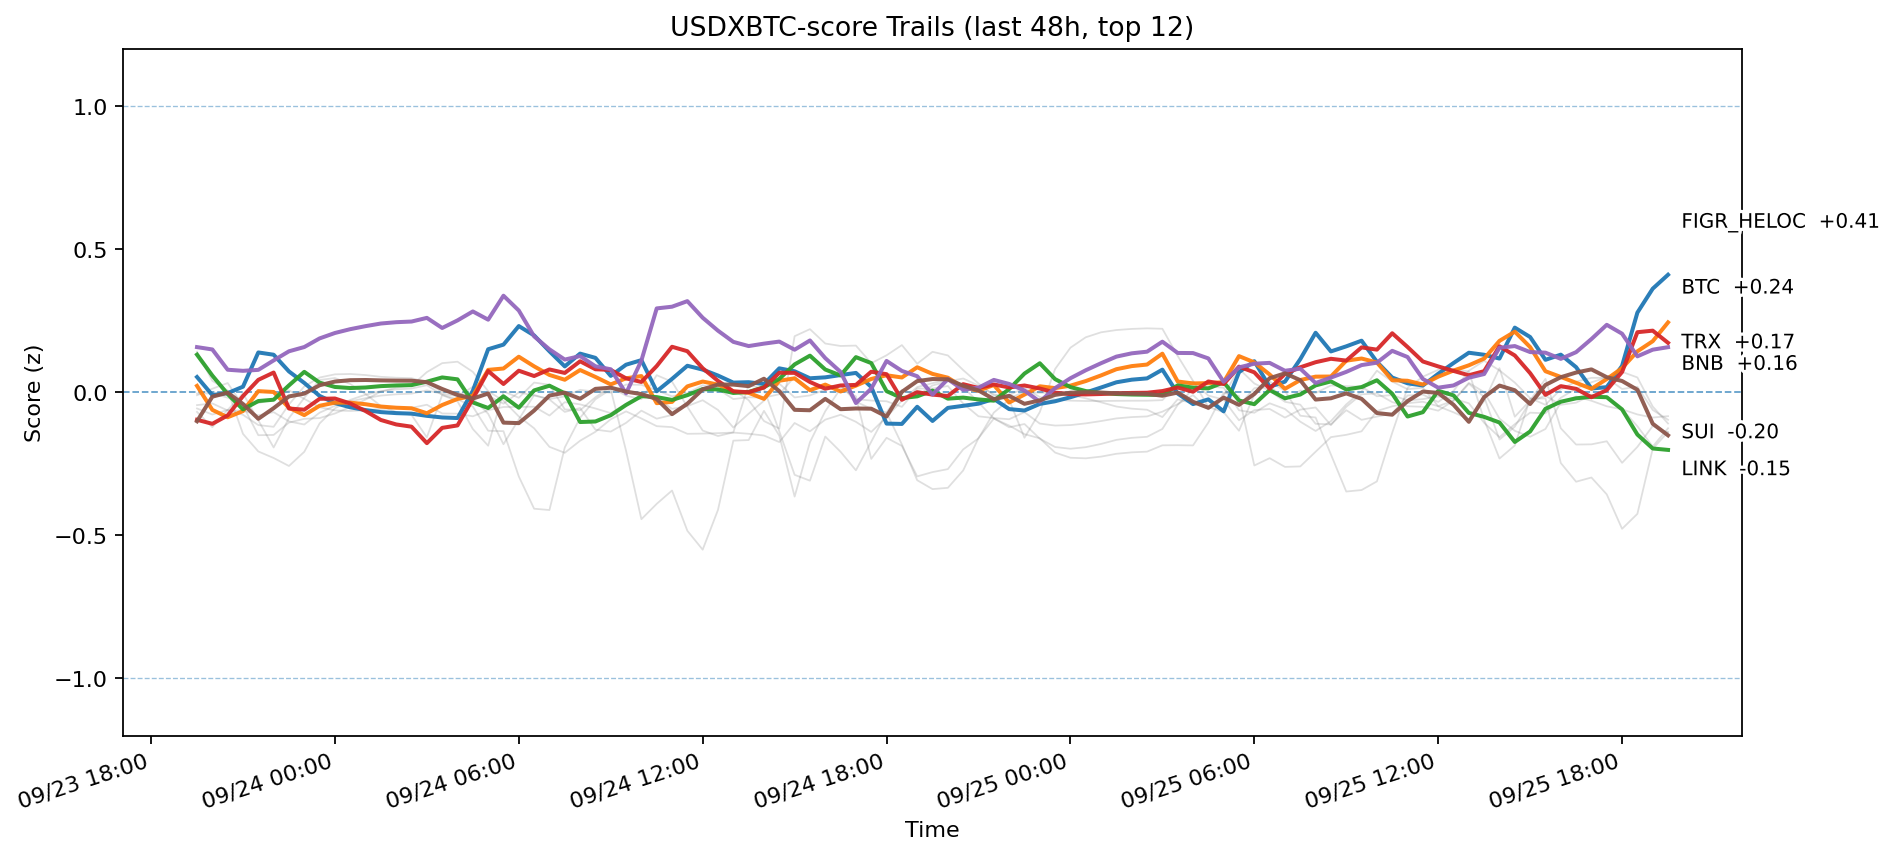 USDXBTC-score Trails (last 48h, top 12)
Score (z)
1.0
0.5
0.0
−0.5
−1.0
FIGR_HELOC +0.41
BTC +0.24
TRX +0.17
BNB +0.16
SUI -0.20
LINK -0.15
09/23 18:00
09/24 00:00
09/24 06:00
09/24 12:00
09/24 18:00
09/25 00:00
09/25 06:00
09/25 12:00
09/25 18:00
Time